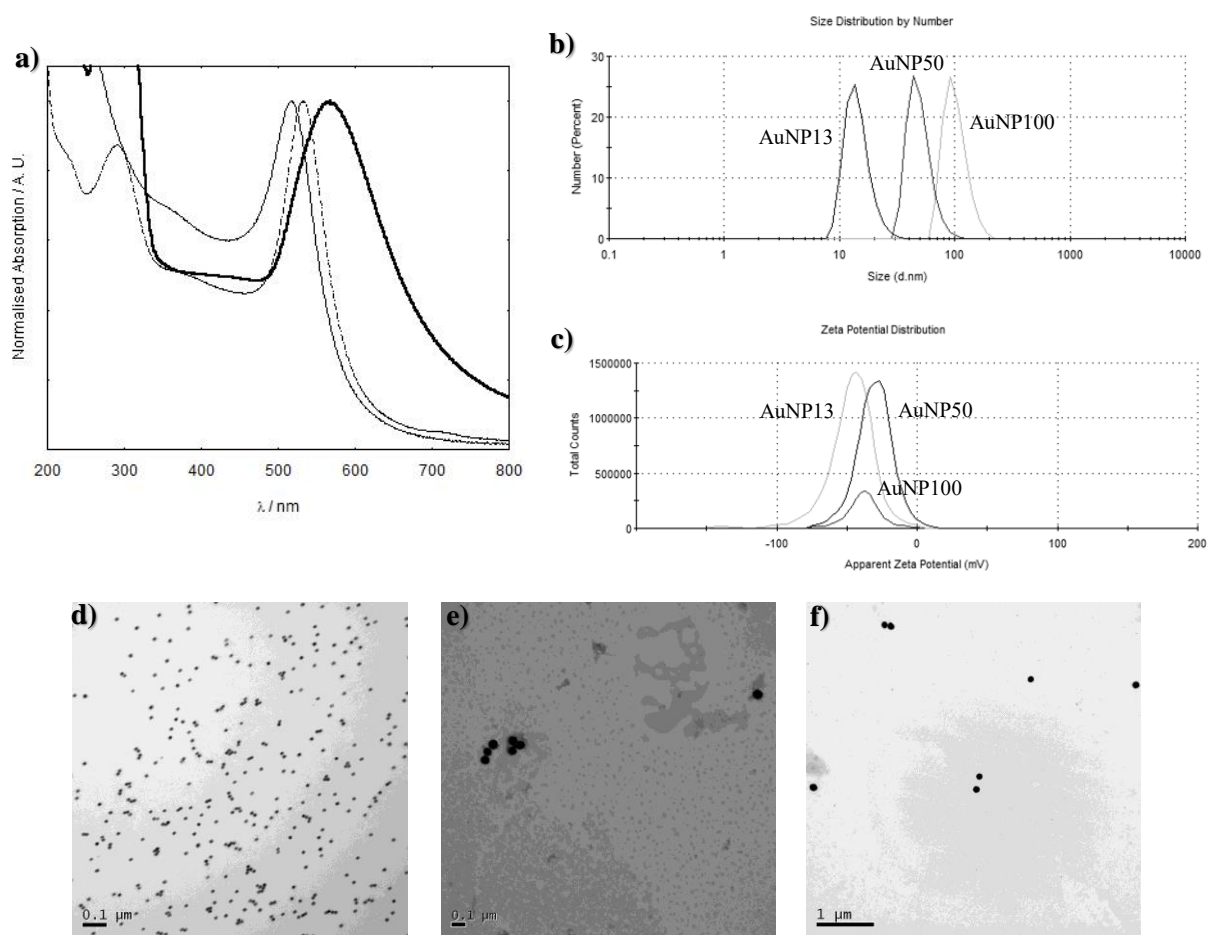 a)
Normalised Absorption / A. U.
200 300 400 500 600 700 800
λ / nm
b)
Size Distribution by Number
30
20
10
0
Number (Percent)
AuNP13
AuNP50
AuNP100
0.1 1 10 100 1000 10000
Size (d.nm)
c)
Zeta Potential Distribution
1500000
1000000
500000
0
Total Counts
AuNP13
AuNP50
AuNP100
-100 0 100 200
Apparent Zeta Potential (mV)
d)
0.1 µm
e)
0.1 µm
f)
1 µm